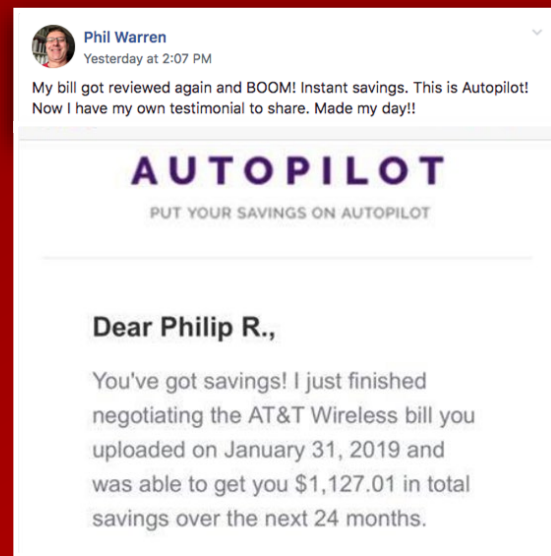 Phil Warren
Yesterday at 2:07 PM
My bill got reviewed again and BOOM! Instant savings. This is Autopilot!
Now I have my own testimonial to share. Made my day!!
AUTOPILOT
PUT YOUR SAVINGS ON AUTOPILOT
Dear Philip R.,
You've got savings! I just finished
negotiating the AT&T Wireless bill you
uploaded on January 31, 2019 and
was able to get you $1,127.01 in total
savings over the next 24 months.